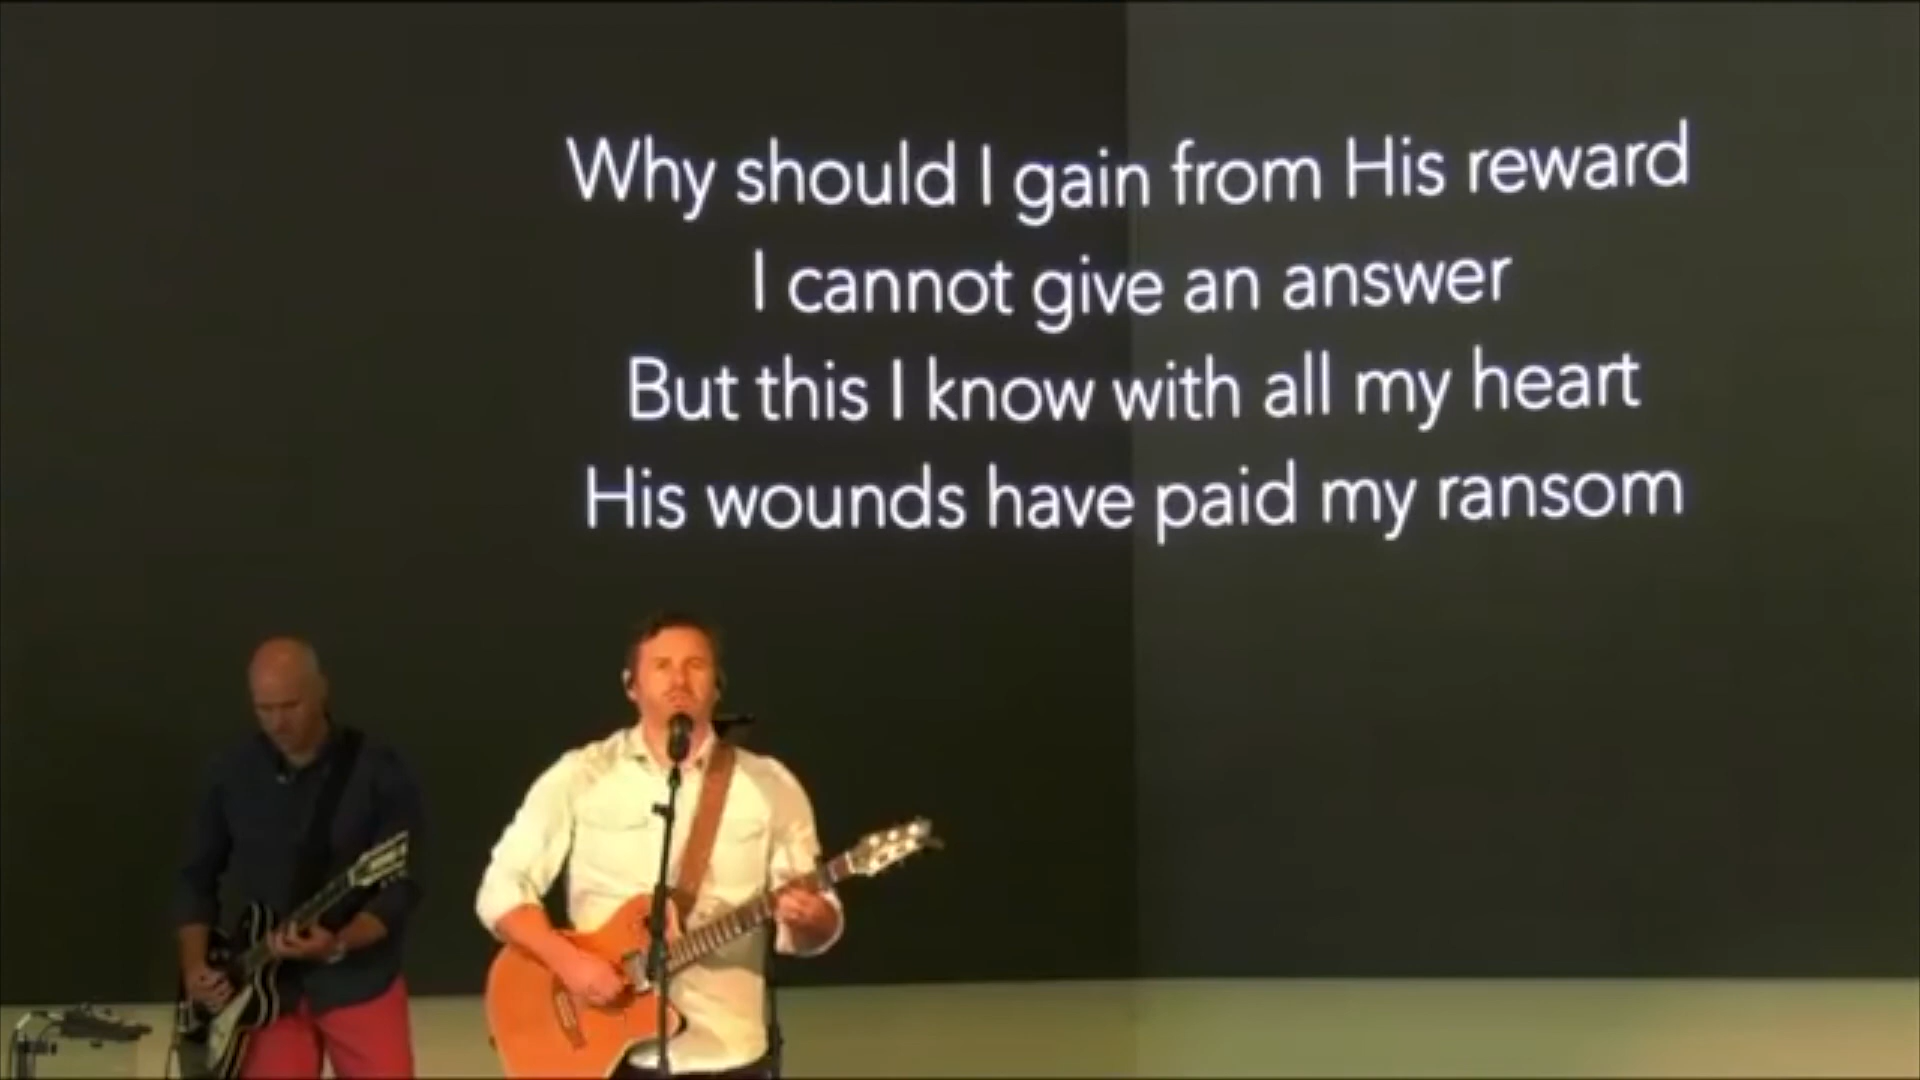 Why should I gain from His reward
I cannot give an answer
But this I know with all my heart
His wounds have paid my ransom